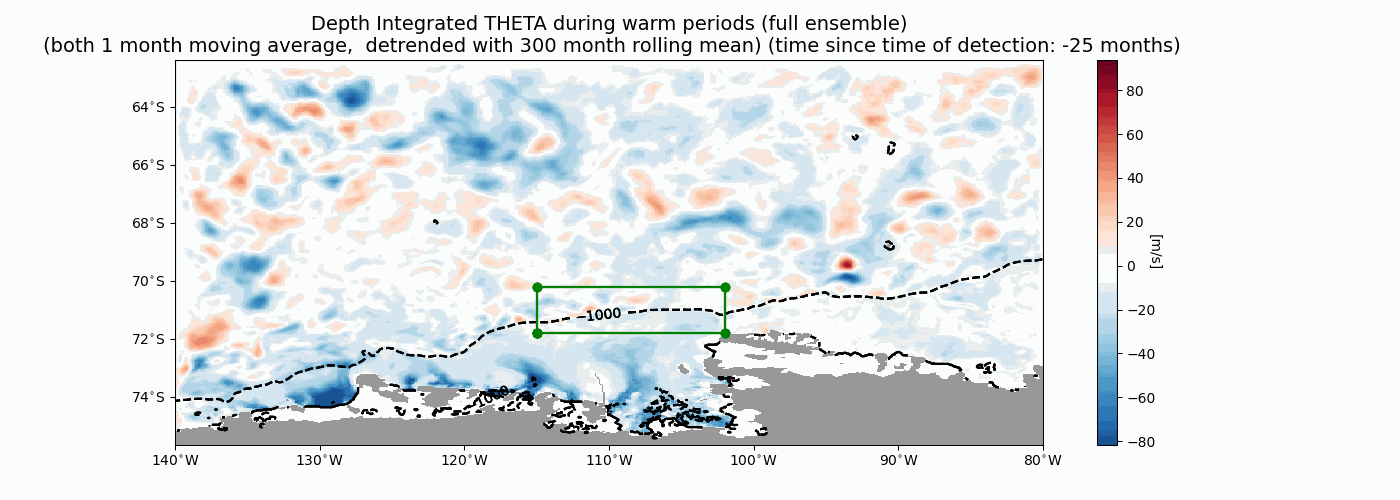 Depth Integrated THETA during warm periods (full ensemble)
(both 1 month moving average,  detrended with 300 month rolling mean) (time since time of detection: -25 months)
64°S
66°S
68°S
70°S
72°S
74°S
140°W
130°W
120°W
110°W
100°W
90°W
80°W
−1000
80
60
40
20
0
−20
−40
−60
−80
[m/s]